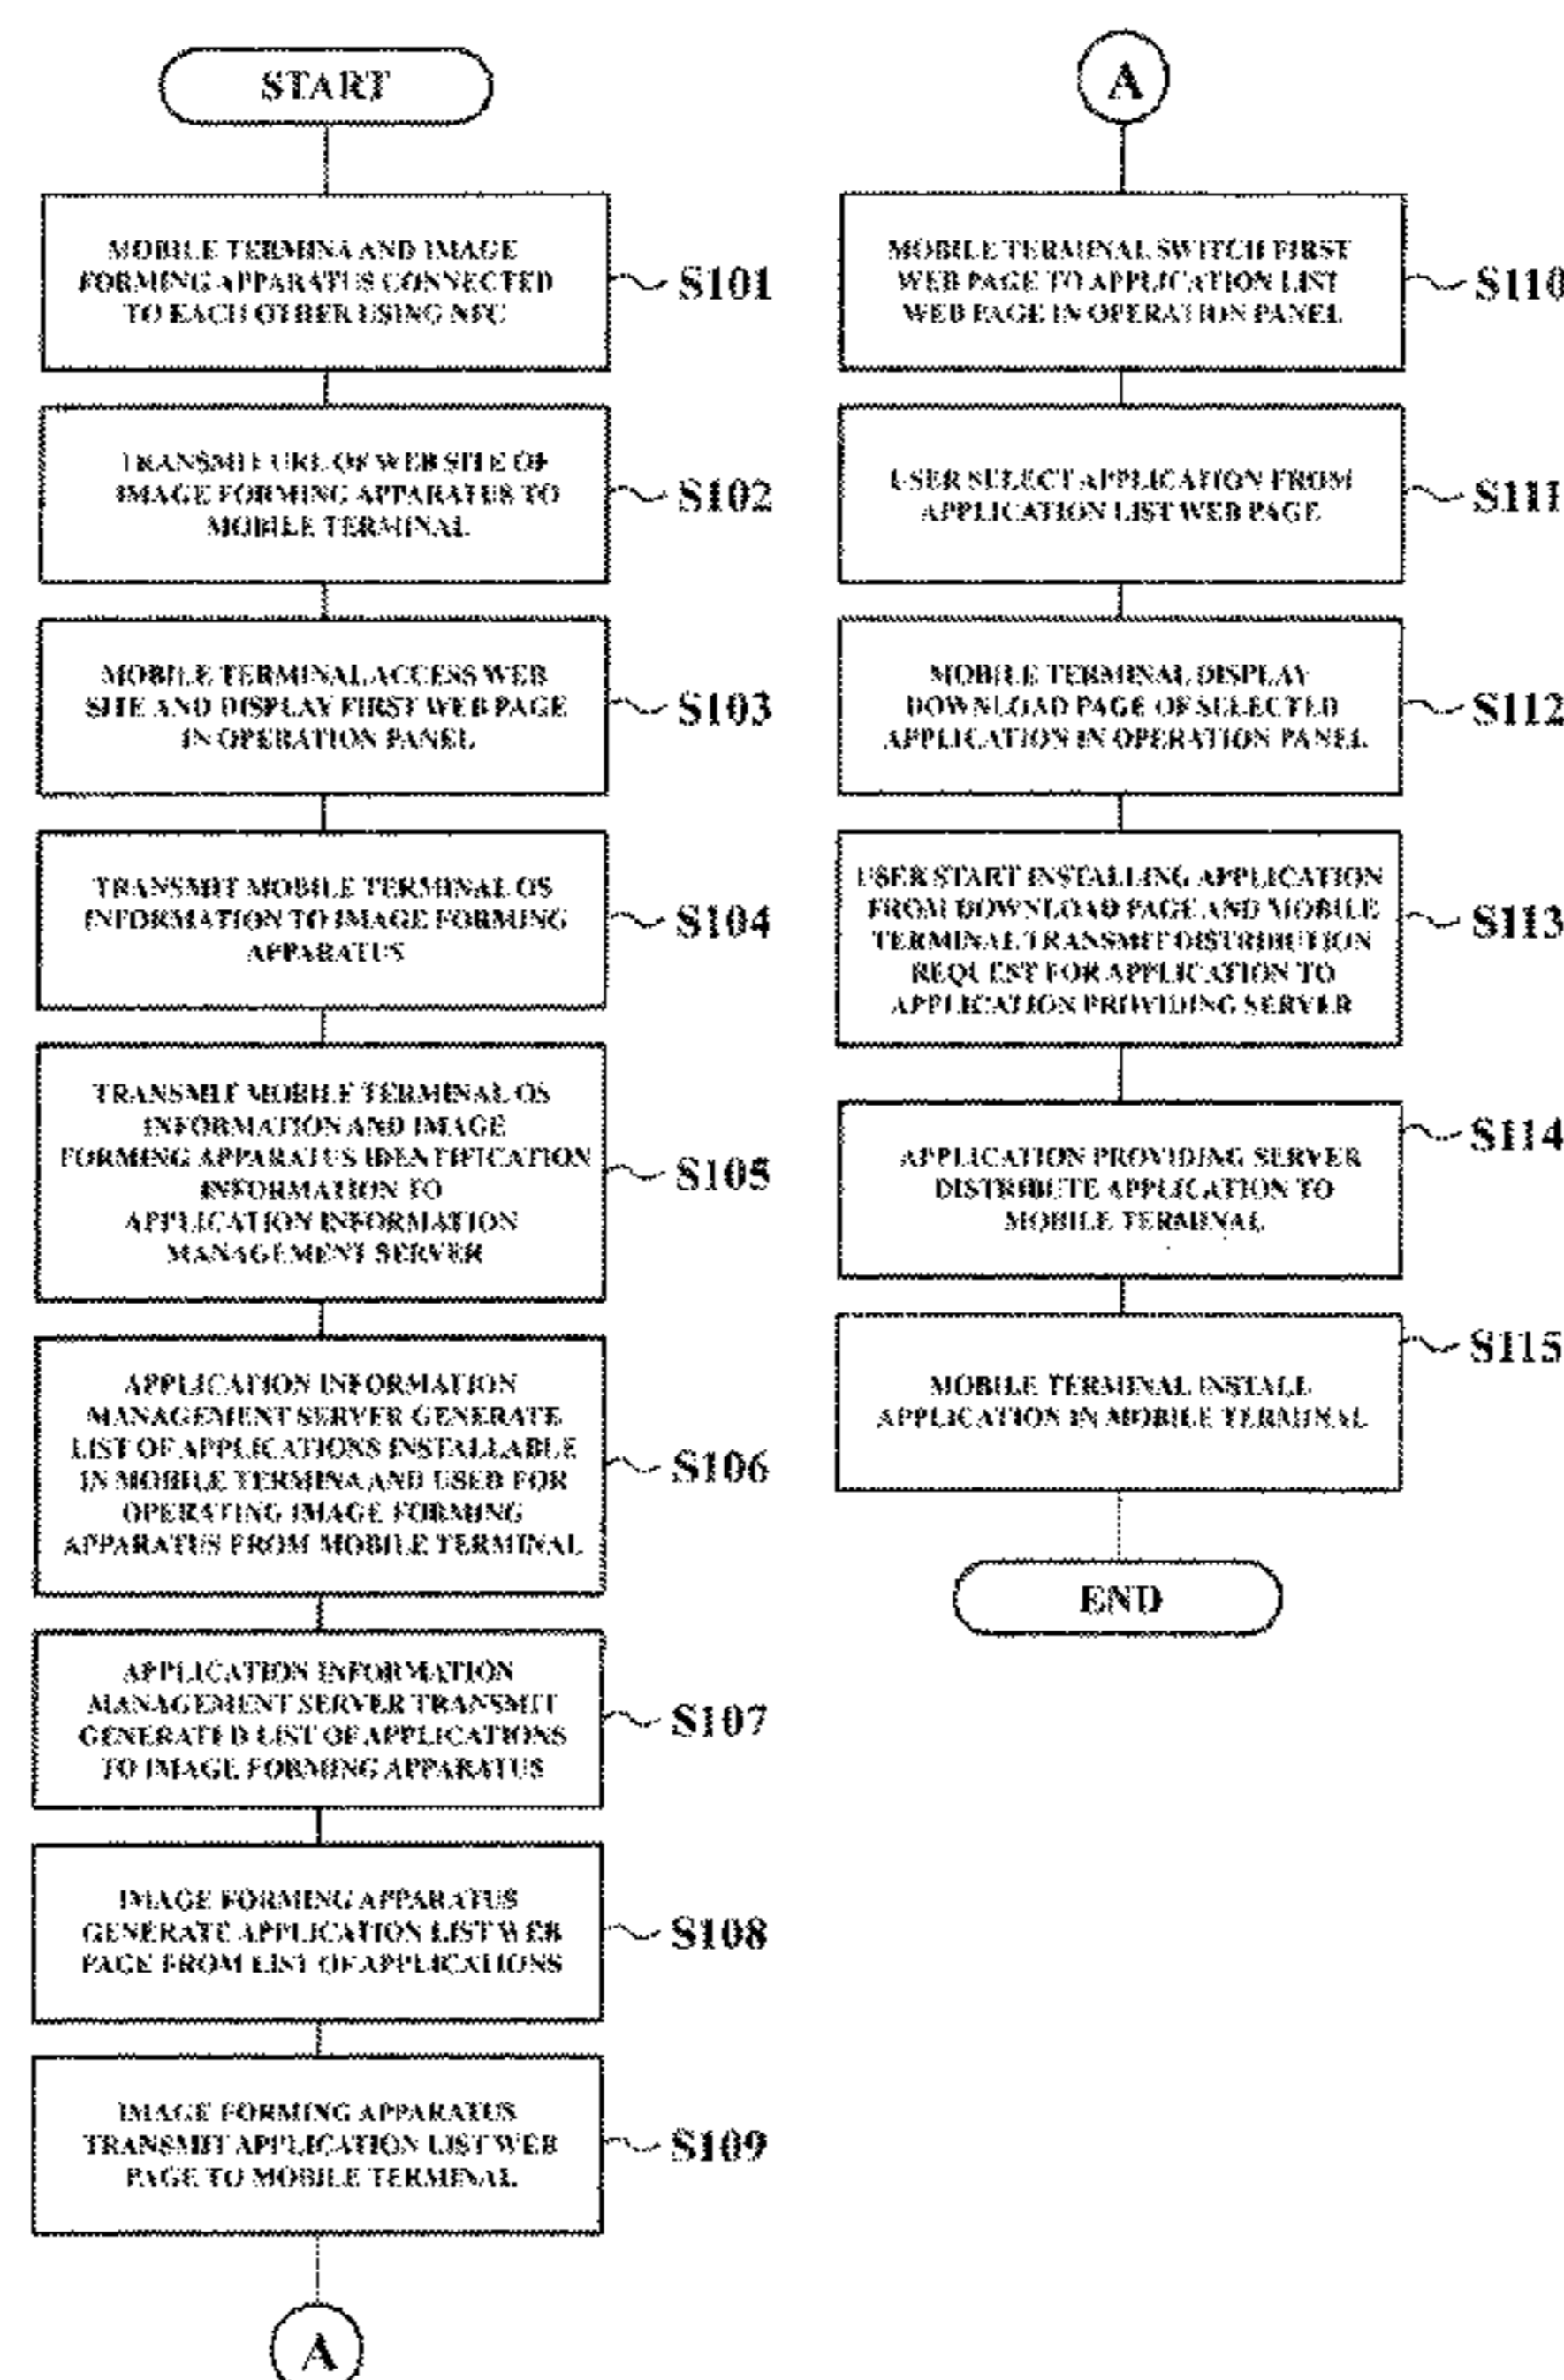 START
MOBILE TERMINA AND IMAGE
FORMING APPARATUS CONNECTED
TO EACH OTHER USING NFC
S101
TRANSMIT URL OF WEB SITE OF
IMAGE FORMING APPARATUS TO
MOBILE TERMINAL
S102
MOBILE TERMINAL ACCESS WEB
SITE AND DISPLAY FIRST WEB PAGE
IN OPERATION PANEL
S103
TRANSMIT MOBILE TERMINAL OS
INFORMATION TO IMAGE FORMING
APPARATUS
S104
TRANSMIT MOBILE TERMINAL OS
INFORMATION AND IMAGE
FORMING APPARATUS IDENTIFICATION
INFORMATION TO
APPLICATION INFORMATION
MANAGEMENT SERVER
S105
APPLICATION INFORMATION
MANAGEMENT SERVER GENERATE
LIST OF APPLICATIONS INSTALLABLE
IN MOBILE TERMINA AND USED FOR
OPERATING IMAGE FORMING
APPARATUS FROM MOBILE TERMINAL
S106
APPLICATION INFORMATION
MANAGEMENT SERVER TRANSMIT
GENERATED LIST OF APPLICATIONS
TO IMAGE FORMING APPARATUS
S107
IMAGE FORMING APPARATUS
GENERATE APPLICATION LIST WEB
PAGE FROM LIST OF APPLICATIONS
S108
IMAGE FORMING APPARATUS
TRANSMIT APPLICATION LIST WEB
PAGE TO MOBILE TERMINAL
S109
A
A
MOBILE TERMINAL SWITCH FIRST
WEB PAGE TO APPLICATION LIST
WEB PAGE IN OPERATION PANEL
S110
USER SELECT APPLICATION FROM
APPLICATION LIST WEB PAGE
S111
MOBILE TERMINAL DISPLAY
DOWNLOAD PAGE OF SELECTED
APPLICATION IN OPERATION PANEL
S112
USER START INSTALLING APPLICATION
FROM DOWNLOAD PAGE AND MOBILE
TERMINAL TRANSMIT DISTRIBUTION
REQUEST FOR APPLICATION TO
APPLICATION PROVIDING SERVER
S113
APPLICATION PROVIDING SERVER
DISTRIBUTE APPLICATION TO
MOBILE TERMINAL
S114
MOBILE TERMINAL INSTALL
APPLICATION IN MOBILE TERMINAL
S115
END